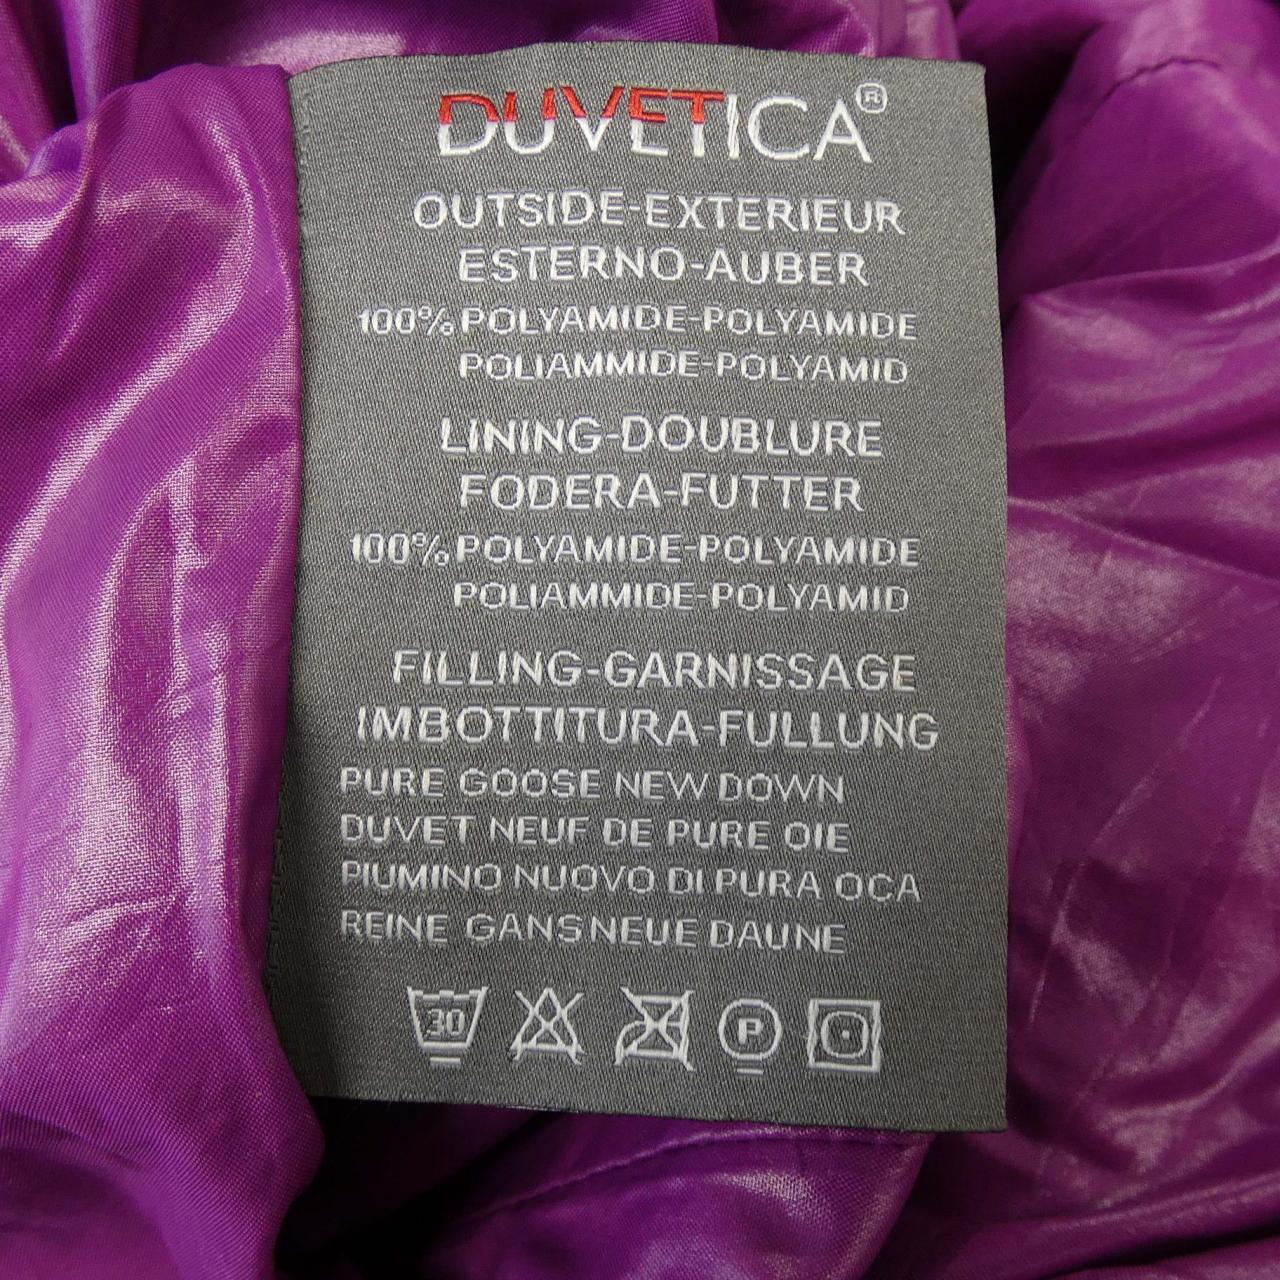 DUVETICA®
OUTSIDE-EXTERIEUR
ESTERNO-AUBER
100% POLYAMIDE-POLYAMIDE
POLIAMMIDE-POLYAMID
LINING-DOUBLURE
FODERA-FUTTER
100% POLYAMIDE-POLYAMIDE
POLIAMMIDE-POLYAMID
FILLING-GARNISSAGE
IMBOTTITURA-FULLUNG
PURE GOOSE NEW DOWN
DUVET NEUF DE PURE OIE
PIUMINO NUOVO DI PURA OCA
REINE GANSNEUE DAUNE
30 P